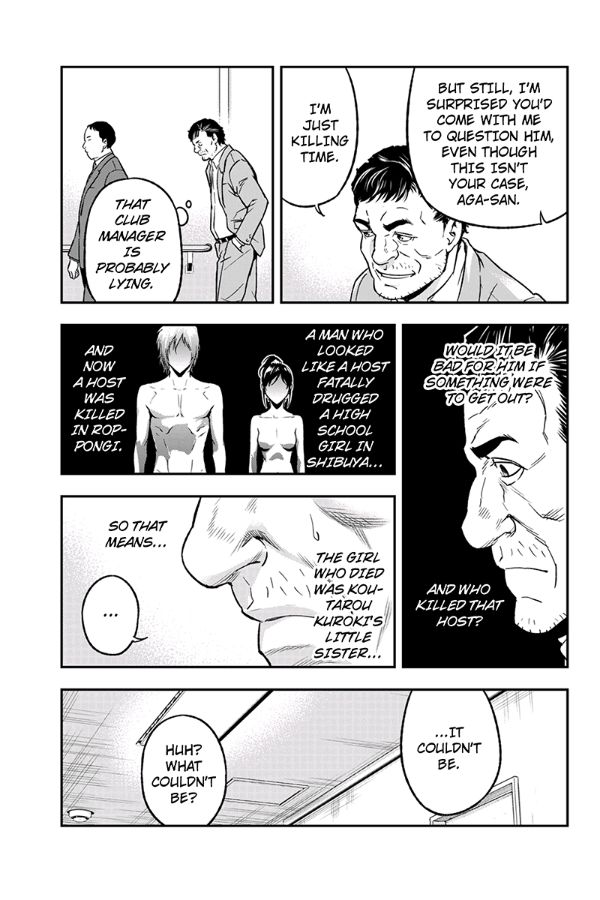 BUT STILL, I'M
SURPRISED YOU'D
COME WITH ME
TO QUESTION HIM,
EVEN THOUGH
THIS ISN'T
YOUR CASE,
AGA-SAN.
I'M
JUST
KILLING
TIME.
THAT
CLUB
MANAGER
IS
PROBABLY
LYING.
WOULD IT BE
BAD FOR HIM IF
SOMETHING WERE
TO GET OUT?
AND WHO
KILLED THAT
HOST?
A MAN WHO
LOOKED
LIKE A HOST
FATALLY
DRUGGED
A HIGH
SCHOOL
GIRL IN
SHIBUYA...
AND
NOW
A HOST
WAS
KILLED
IN ROP-
PONGI.
THE GIRL
WHO DIED
WAS KOU-
TAROU
KUROKI'S
LITTLE
SISTER...
SO THAT
MEANS...
...
...IT
COULDN'T
BE.
HUH?
WHAT
COULDN'T
BE?